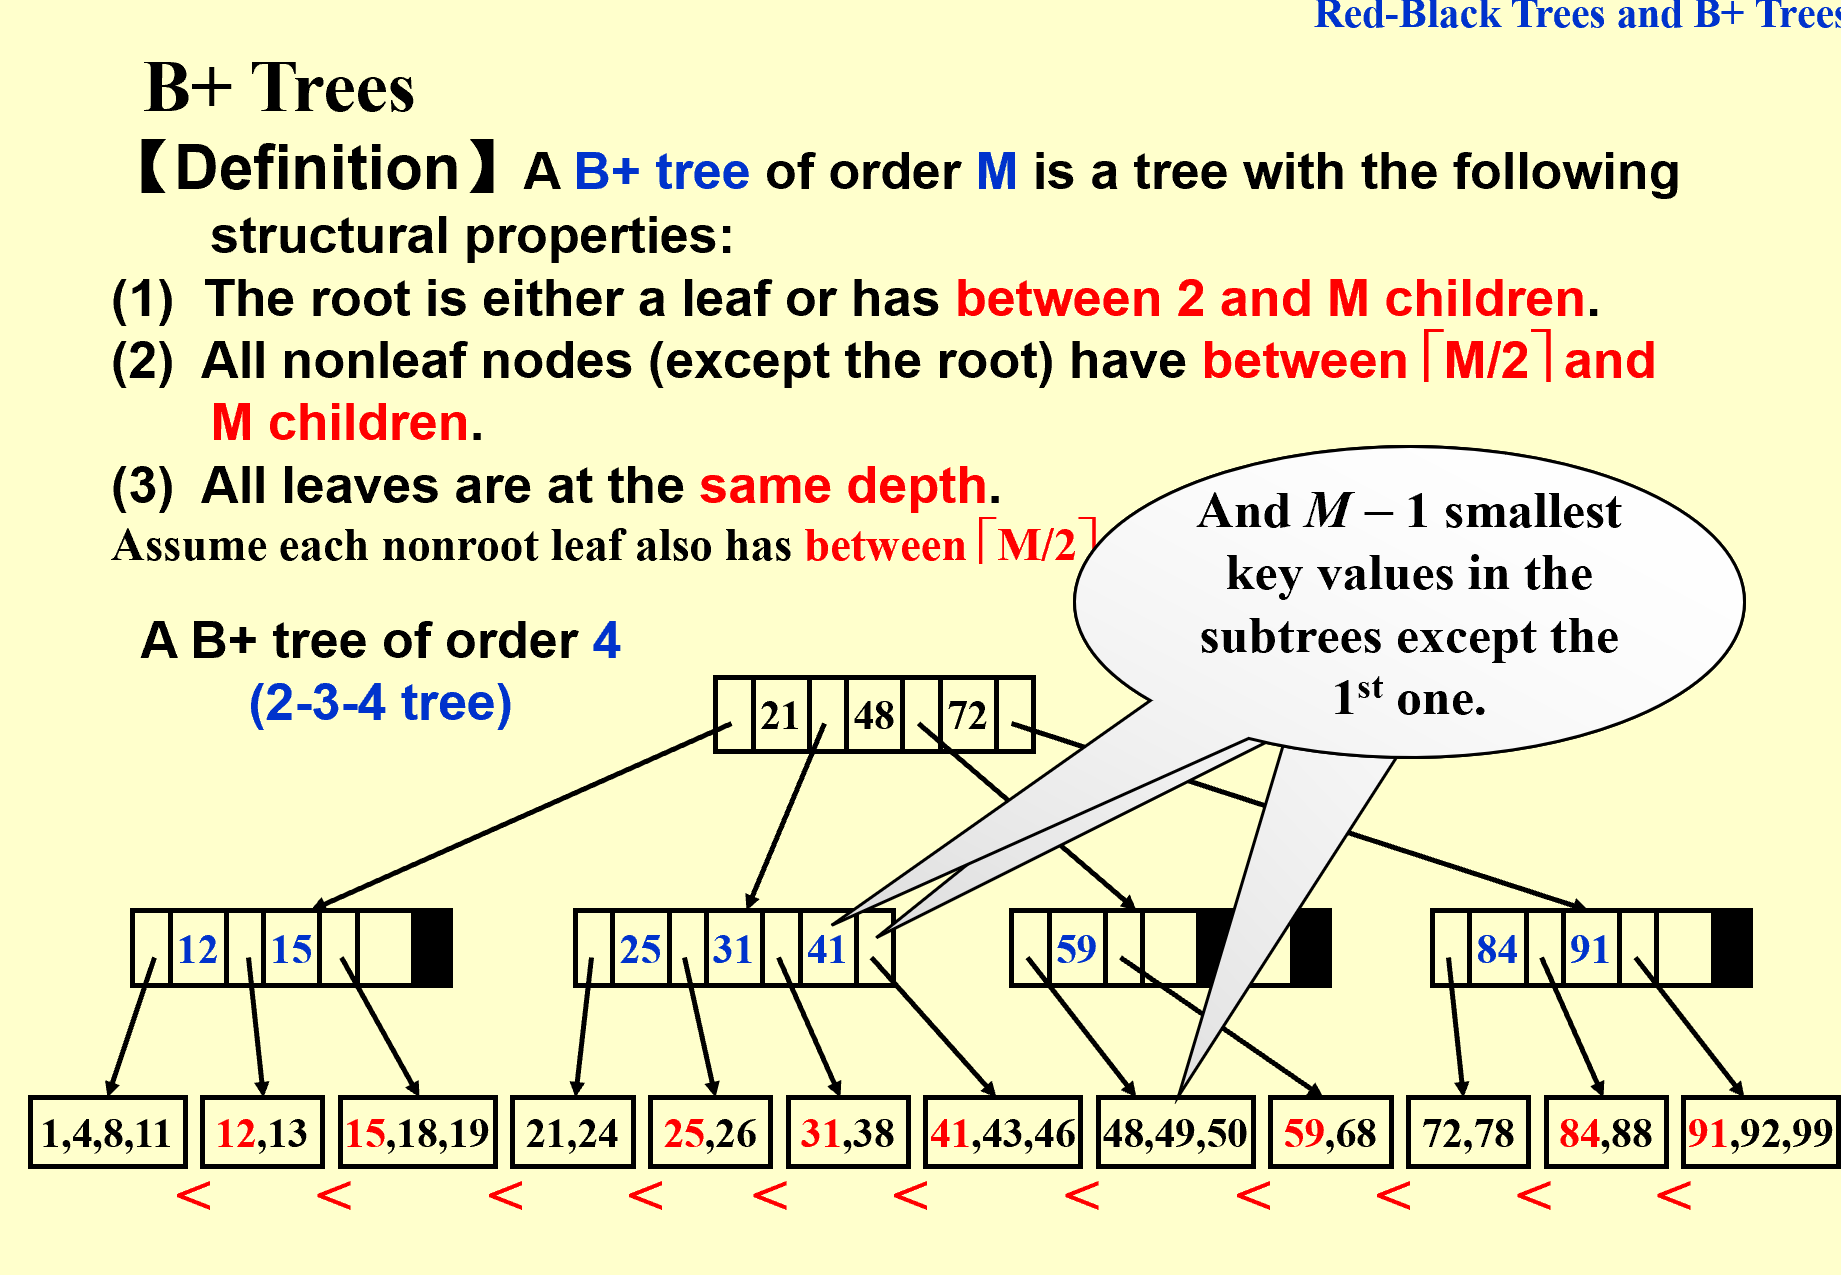 Red-Black Trees and B+ Trees
B+ Trees
【Definition】A B+ tree of order M is a tree with the following
structural properties:
(1) The root is either a leaf or has between 2 and M children.
(2) All nonleaf nodes (except the root) have between ⌈M/2⌉ and
M children.
(3) All leaves are at the same depth.
Assume each nonroot leaf also has between ⌈M/2⌉
And M – 1 smallest
key values in the
subtrees except the
1st one.
A B+ tree of order 4
(2-3-4 tree)
21 48 72
12 15 25 31 41 59 84 91
1,4,8,11 12,13 15,18,19 21,24 25,26 31,38 41,43,46 48,49,50 59,68 72,78 84,88 91,92,99
< < < < < < < < < < <